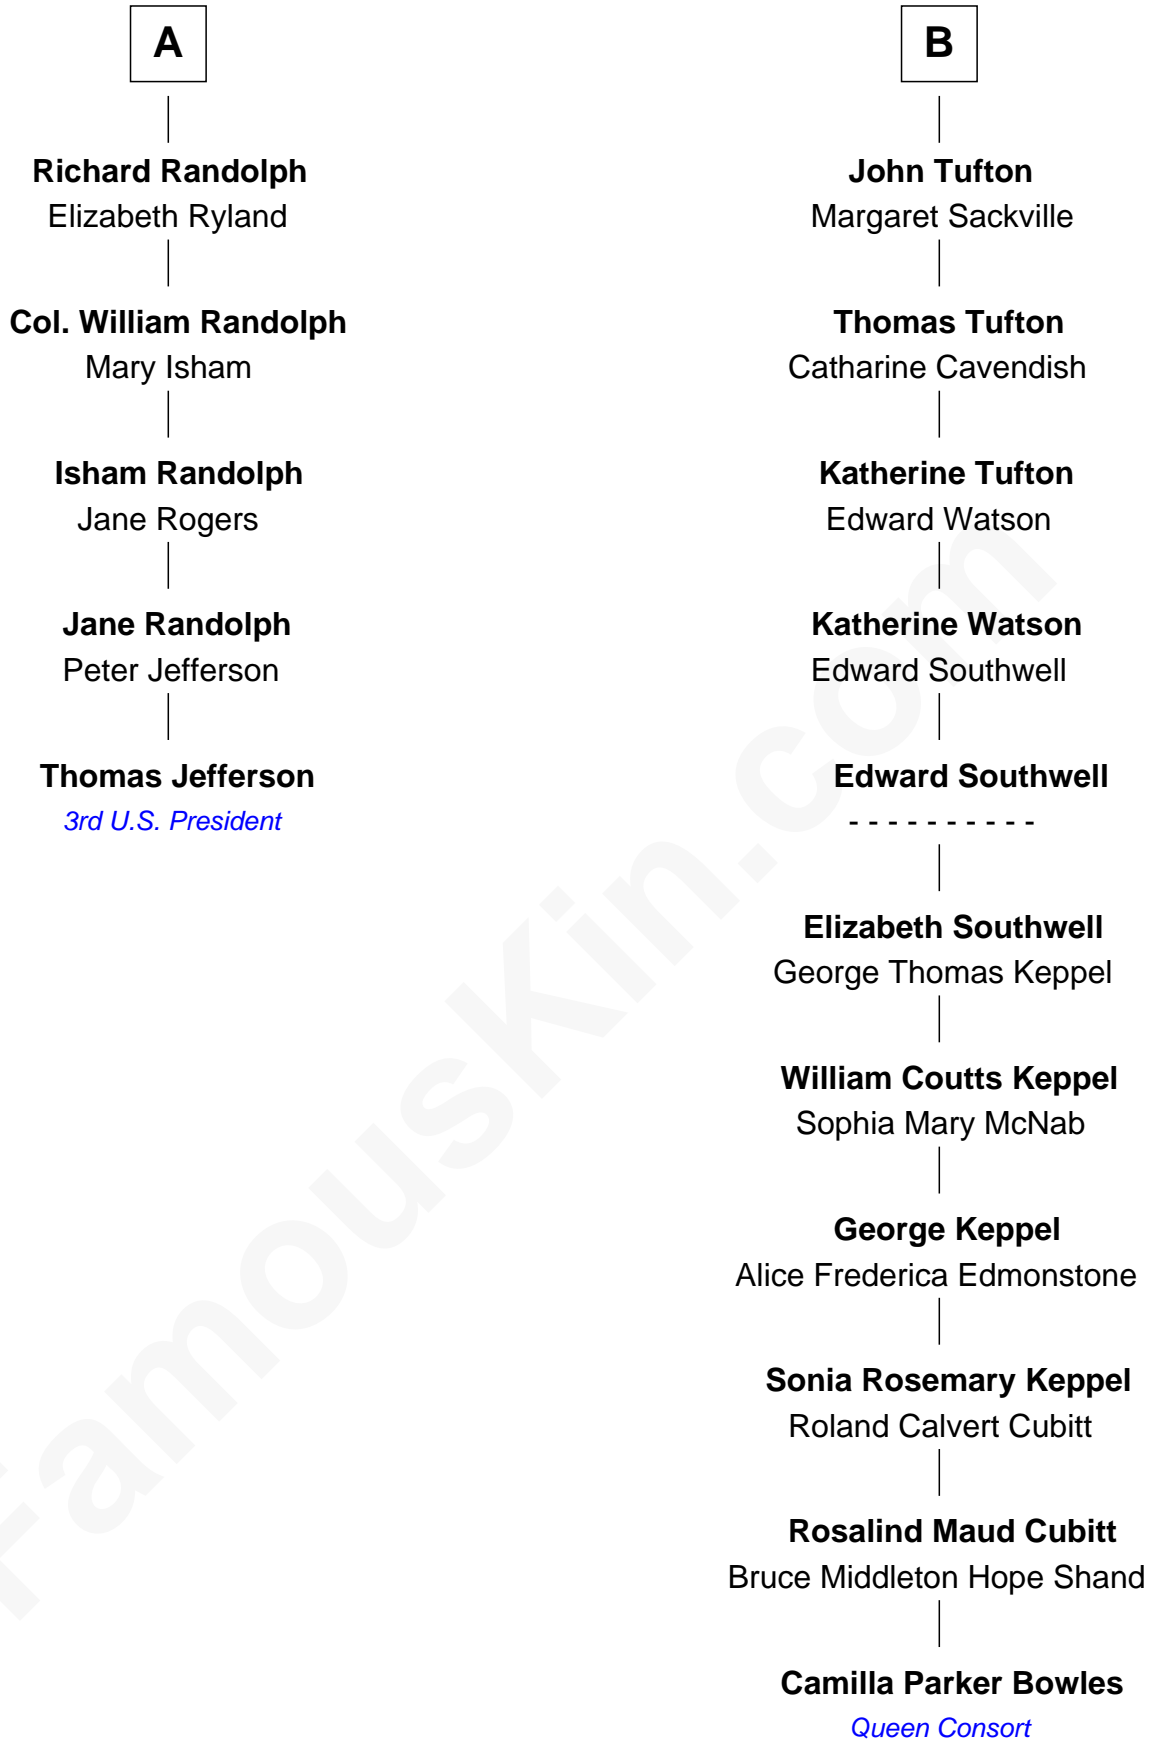 A
Richard Randolph
Elizabeth Ryland
Col. William Randolph
Mary Isham
Isham Randolph
Jane Rogers
Jane Randolph
Peter Jefferson
Thomas Jefferson
3rd U.S. President
B
John Tufton
Margaret Sackville
Thomas Tufton
Catharine Cavendish
Katherine Tufton
Edward Watson
Katherine Watson
Edward Southwell
Edward Southwell
- - - - - - - - - -
Elizabeth Southwell
George Thomas Keppel
William Coutts Keppel
Sophia Mary McNab
George Keppel
Alice Frederica Edmonstone
Sonia Rosemary Keppel
Roland Calvert Cubitt
Rosalind Maud Cubitt
Bruce Middleton Hope Shand
Camilla Parker Bowles
Queen Consort
FamousKin.com